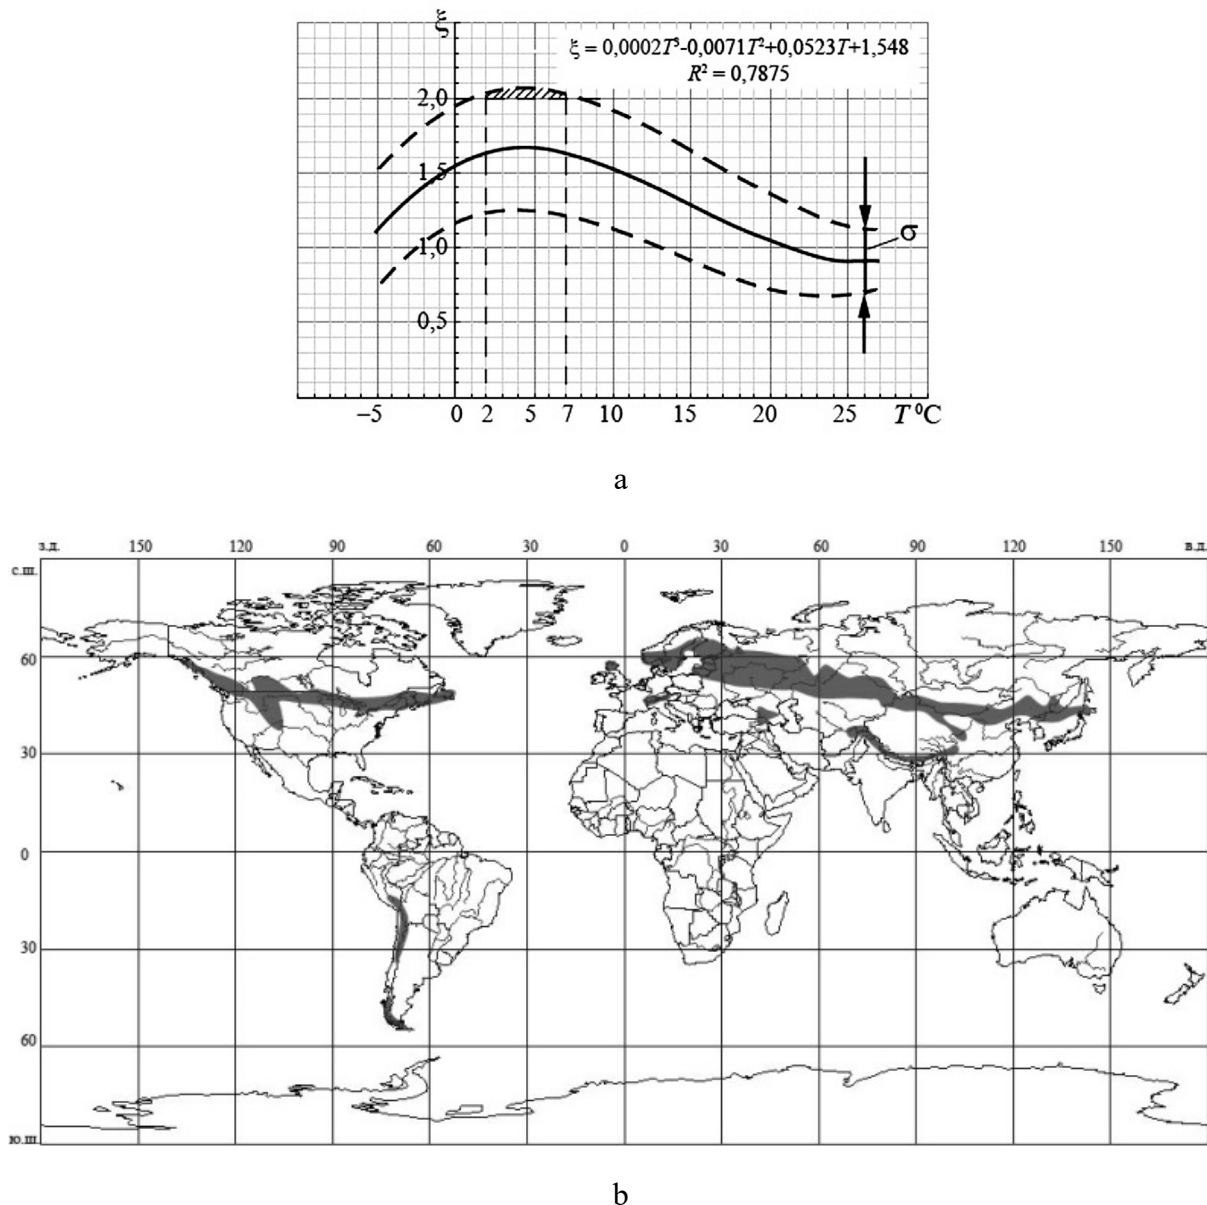 ξ
ξ = 0,0002T³-0,0071T²+0,0523T+1,548
R² = 0,7875
2,0
1,5
1,0
σ
0,5
−5 0 2 5 7 10 15 20 25 T ⁰C
a
з.д. 150 120 90 60 30 0 30 60 90 120 150 в.д.
с.ш.
60
30
0
30
60
ю.ш.
b